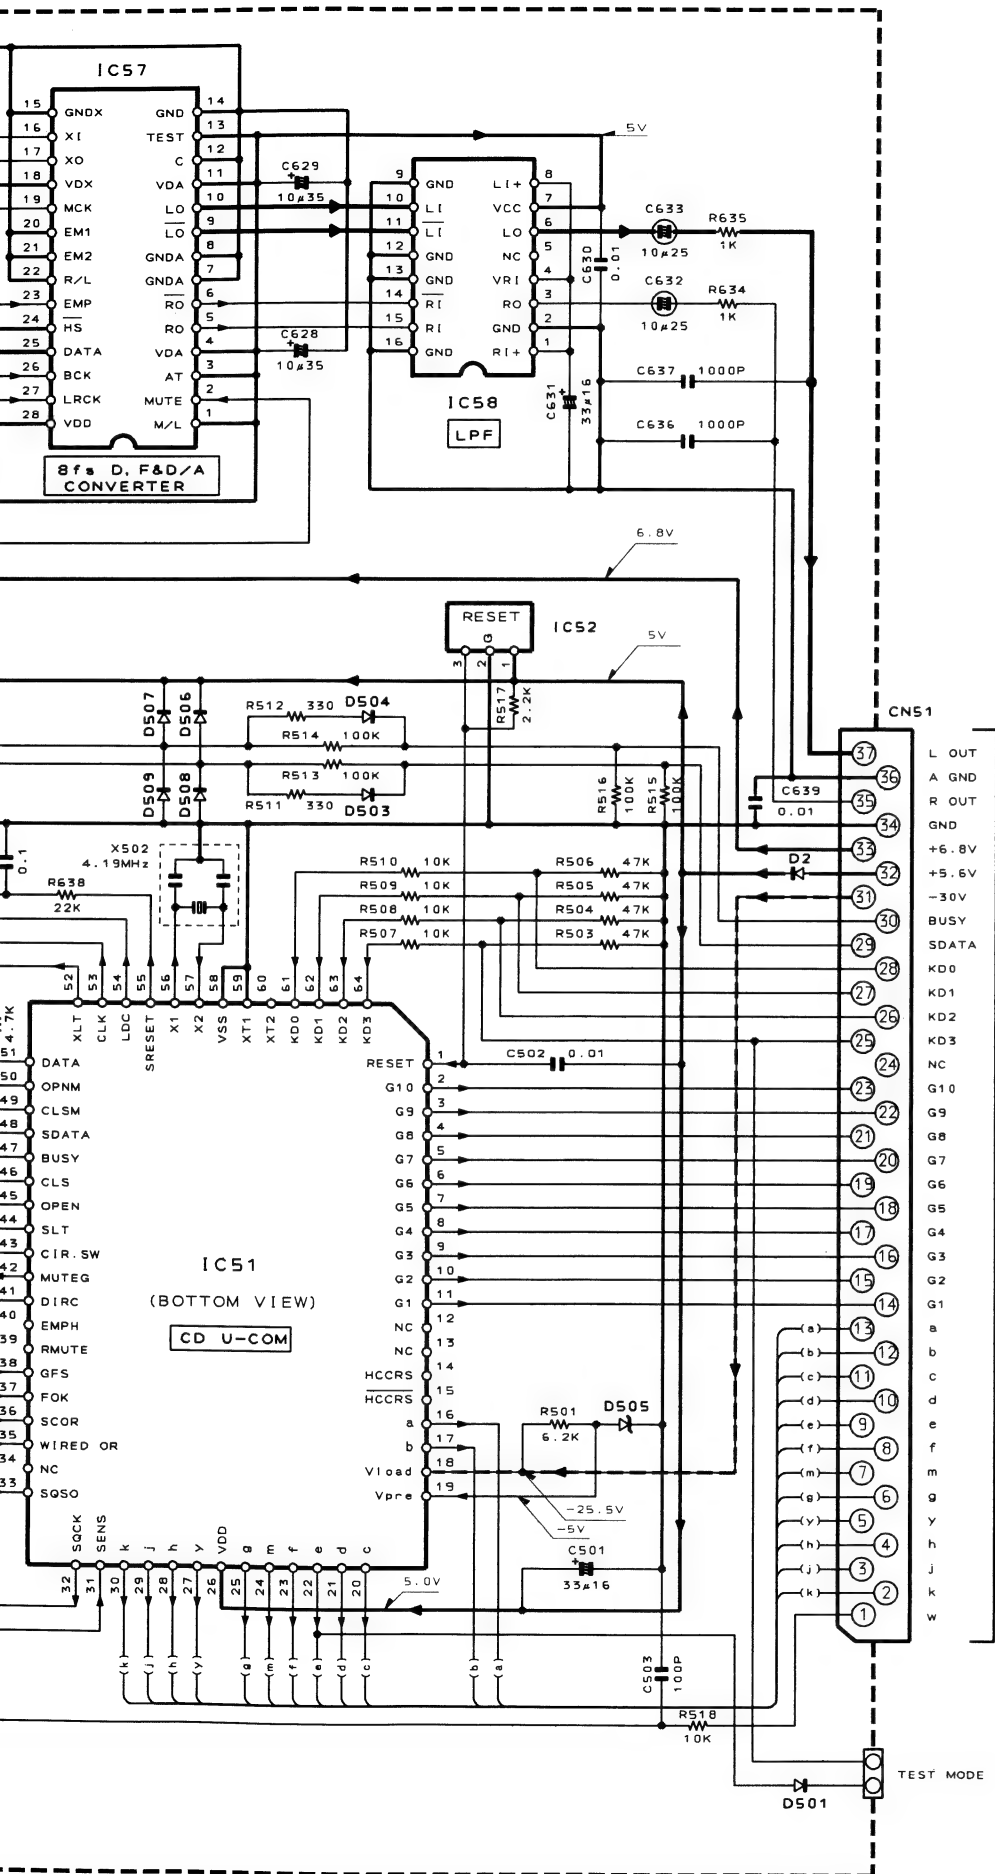 IC57
15 GNDX GND 14
16 XI TEST 13
17 XO C 12
18 VDX VDA 11
19 MCK LO 10
20 EM1 LO 9
21 EM2 GNDA 8
22 R/L GNDA 7
23 EMP RO 6
24 HS RO 5
25 DATA VDA 4
26 BCK AT 3
27 LRCK MUTE 2
28 VDD M/L 1
8fs D.F&D/A
CONVERTER
C629
10µ35
C628
10µ35
5V
9 GND LI+ 8
10 LI VCC 7
11 LI LO 6
12 GND NC 5
13 GND VRI 4
14 RI RO 3
15 RI GND 2
16 GND RI+ 1
IC58
LPF
C630
0.01
C631
33µ16
C633
10µ25
R635
1K
C632
10µ25
R634
1K
C637 1000P
C636 1000P
6.8V
RESET
G
IC52
3 2 1
5V
R517
2.2K
D507
D506
D509
D508
R512 330 D504
R514 100K
R513 100K
R511 330 D503
R516
100K
R515
100K
C639
0.01
D2
X502
4.19MHz
0.1
R638
22K
R510 10K R506 47K
R509 10K R505 47K
R508 10K R504 47K
R507 10K R503 47K
CN51
37 L OUT
36 A GND
35 R OUT
34 GND
33 +6.8V
32 +5.6V
31 -30V
30 BUSY
29 SDATA
28 KD0
27 KD1
26 KD2
25 KD3
24 NC
23 G10
22 G9
21 G8
20 G7
19 G6
18 G5
17 G4
16 G3
15 G2
14 G1
(a) 13 a
(b) 12 b
(c) 11 c
(d) 10 d
(e) 9 e
(f) 8 f
(m) 7 m
(g) 6 g
(y) 5 y
(h) 4 h
(j) 3 j
(k) 2 k
1 w
52 53 54 55 56 57 58 59 60 61 62 63 64
XLT CLK LDC SRESET X1 X2 VSS XT1 XT2 KD0 KD1 KD2 KD3
4.7K
51 DATA
50 OPNM
49 CLSM
48 SDATA
47 BUSY
46 CLS
45 OPEN
44 SLT
43 CIR.SW
42 MUTEG
41 DIRC
40 EMPH
39 RMUTE
38 GFS
37 FOK
36 SCOR
35 WIRED OR
34 NC
33 SQSO
IC51
(BOTTOM VIEW)
CD U-COM
RESET 1
G10 2
G9 3
G8 4
G7 5
G6 6
G5 7
G4 8
G3 9
G2 10
G1 11
NC 12
NC 13
HCCRS 14
HCCRS 15
a 16
b 17
Vload 18
Vpre 19
C502 0.01
R501
6.2K
D505
-25.5V
-5V
C501
33µ16
5.0V
SQCK SENS k j h y VDD g m f e d c
32 31 30 29 28 27 26 25 24 23 22 21 20
(k) (j) (h) (y) (g) (m) (f) (e) (d) (c) (b) (a)
C503
100P
R518
10K
D501
TEST MODE